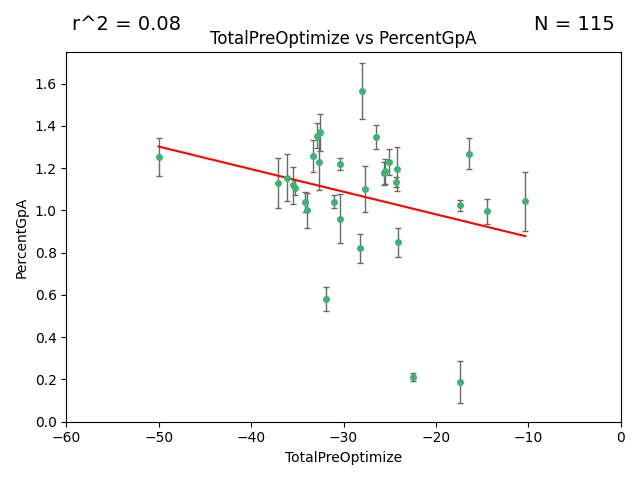 r^2 = 0.08
N = 115
TotalPreOptimize vs PercentGpA
PercentGpA
1.6
1.4
1.2
1.0
0.8
0.6
0.4
0.2
0.0
−60 −50 −40 −30 −20 −10 0
TotalPreOptimize